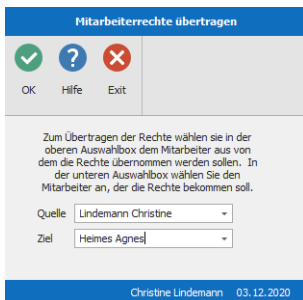 Mitarbeiterrechte übertragen
OK Hilfe Exit
Zum Übertragen der Rechte wählen sie in der
oberen Auswahlbox dem Mitarbeiter aus von
dem die Rechte übernommen werden sollen. In
der unteren Auswahlbox wählen Sie den
Mitarbeiter an, der die Rechte bekommen soll.
Quelle Lindemann Christine
Ziel Heimes Agnes
Christine Lindemann 03.12.2020